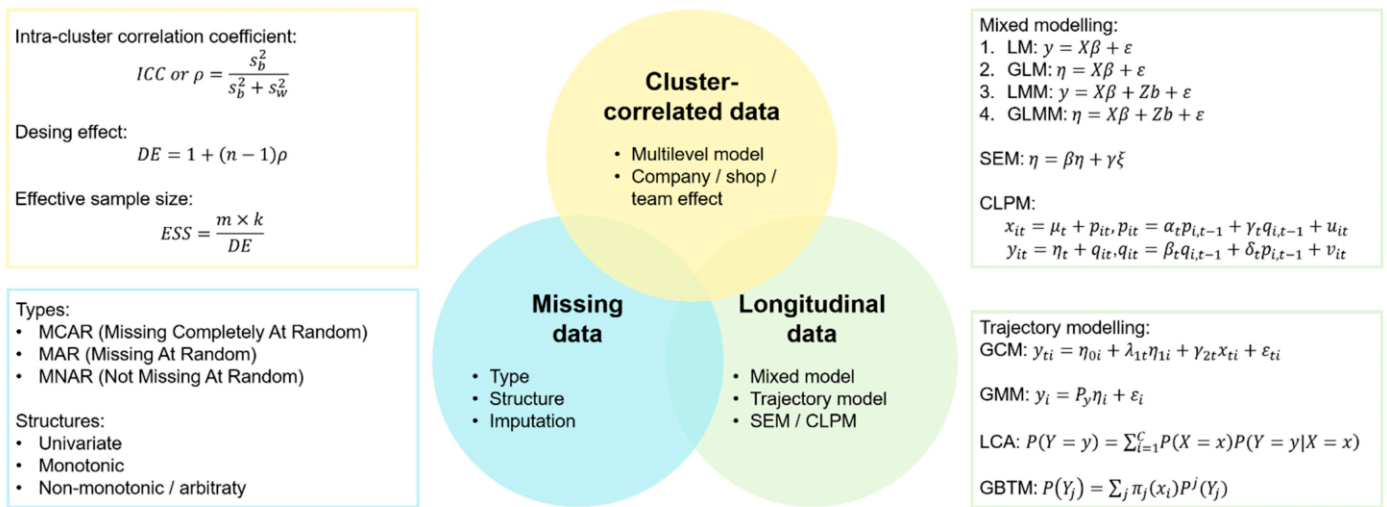 Intra-cluster correlation coefficient:
ICC or ρ = s_b^2 / (s_b^2 + s_w^2)
Desing effect:
DE = 1 + (n − 1)ρ
Effective sample size:
ESS = (m × k) / DE
Types:
• MCAR (Missing Completely At Random)
• MAR (Missing At Random)
• MNAR (Not Missing At Random)
Structures:
• Univariate
• Monotonic
• Non-monotonic / arbitraty
Cluster-
correlated data
• Multilevel model
• Company / shop /
team effect
Missing
data
• Type
• Structure
• Imputation
Longitudinal
data
• Mixed model
• Trajectory model
• SEM / CLPM
Mixed modelling:
1. LM: y = Xβ + ε
2. GLM: η = Xβ + ε
3. LMM: y = Xβ + Zb + ε
4. GLMM: η = Xβ + Zb + ε
SEM: η = βη + γξ
CLPM:
x_it = μ_t + p_it, p_it = α_t p_i,t−1 + γ_t q_i,t−1 + u_it
y_it = η_t + q_it, q_it = β_t q_i,t−1 + δ_t p_i,t−1 + v_it
Trajectory modelling:
GCM: y_ti = η_0i + λ_1t η_1i + γ_2t x_ti + ε_ti
GMM: y_i = P_y η_i + ε_i
LCA: P(Y = y) = ∑_{i=1}^C P(X = x)P(Y = y|X = x)
GBTM: P(Y_j) = ∑_j π_j(x_i)P^j(Y_j)